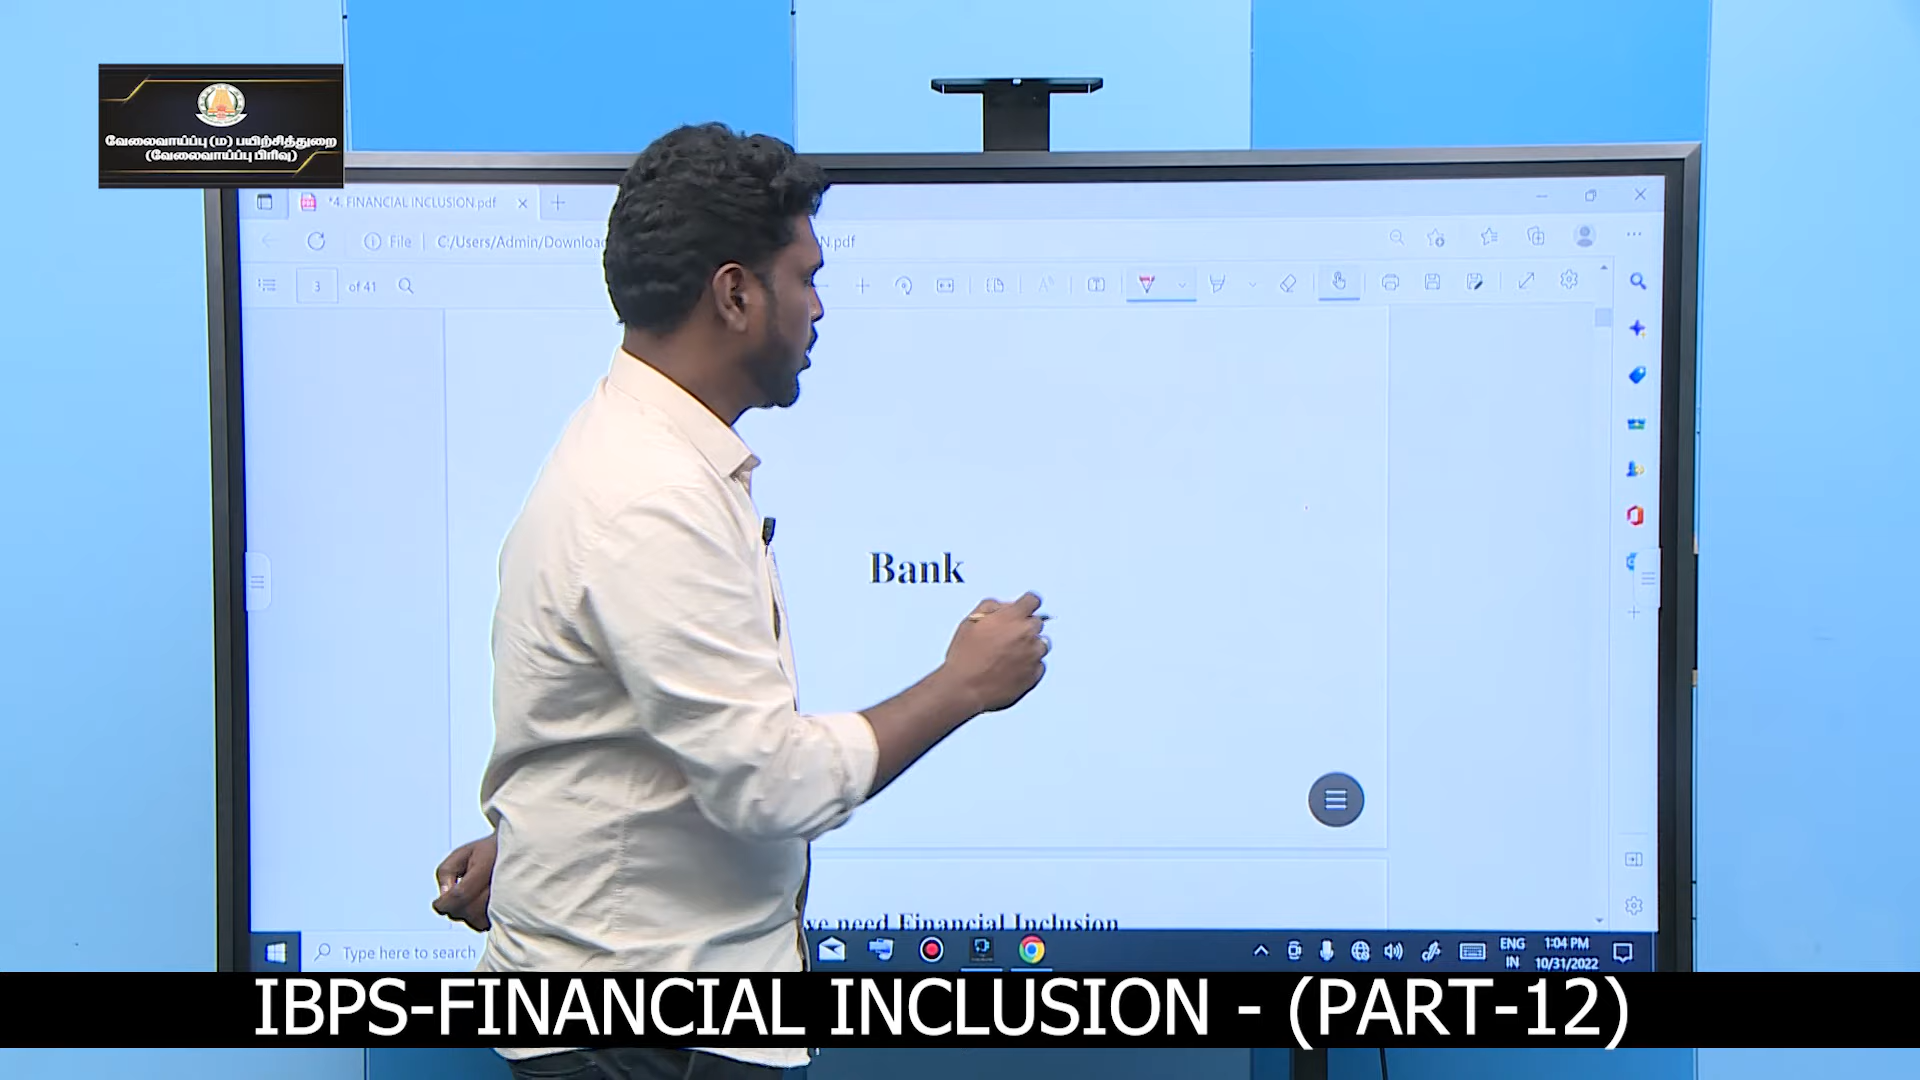 வேலைவாய்ப்பு (ம) பயிற்சித்துறை
(வேலைவாய்ப்பு பிரிவு)
*4. FINANCIAL INCLUSION.pdf
File
C:/Users/Admin/Downloa
N.pdf
3
of 41
Bank
need Financial Inclusion
Type here to search
ENG
IN
1:04 PM
10/31/2022
IBPS-FINANCIAL INCLUSION - (PART-12)